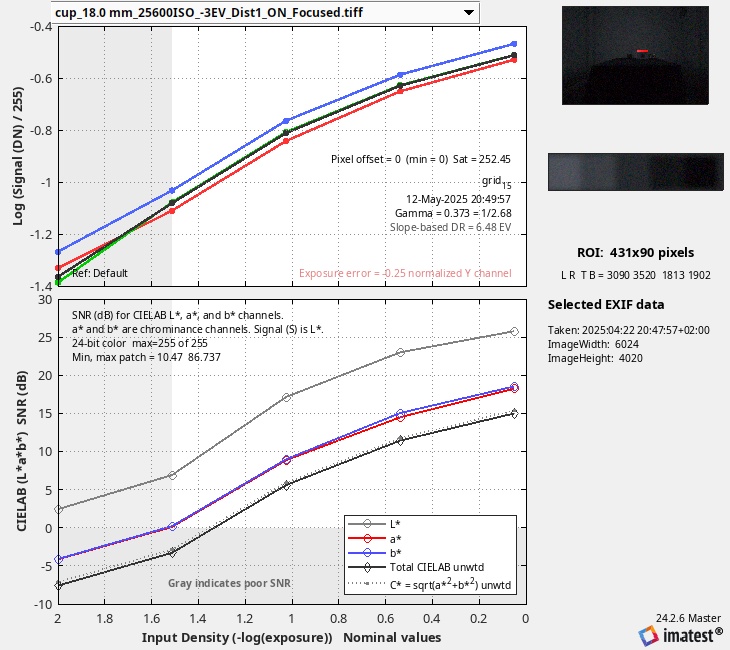 cup_18.0 mm_25600ISO_-3EV_Dist1_ON_Focused.tiff
-0.4
-0.6
-0.8
-1
-1.2
-1.4
Log (Signal (DN) / 255)
Pixel offset = 0 (min = 0) Sat = 252.45
grid15
12-May-2025 20:49:57
Gamma = 0.373 = 1/2.68
Slope-based DR = 6.48 EV
Ref: Default
Exposure error = -0.25 normalized Y channel
ROI: 431x90 pixels
L R T B = 3090 3520 1813 1902
Selected EXIF data
Taken: 2025:04:22 20:47:57+02:00
ImageWidth: 6024
ImageHeight: 4020
30
25
20
15
10
5
0
-5
-10
CIELAB (L*a*b*) SNR (dB)
SNR (dB) for CIELAB L*, a*, and b* channels.
a* and b* are chrominance channels. Signal (S) is L*.
24-bit color max=255 of 255
Min, max patch = 10.47 86.737
L*
a*
b*
Total CIELAB unwtd
C* = sqrt(a*2+b*2) unwtd
Gray indicates poor SNR
2 1.8 1.6 1.4 1.2 1 0.8 0.6 0.4 0.2 0
Input Density (-log(exposure)) Nominal values
24.2.6 Master
imatest®